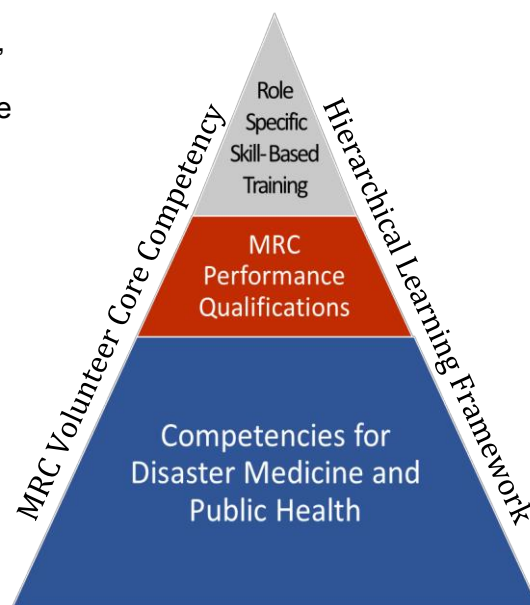 ,
e
Role
Specific
Skill-Based
Training
MRC
Performance
Qualifications
Competencies for
Disaster Medicine and
Public Health
MRC Volunteer Core Competency
Hierarchical Learning Framework